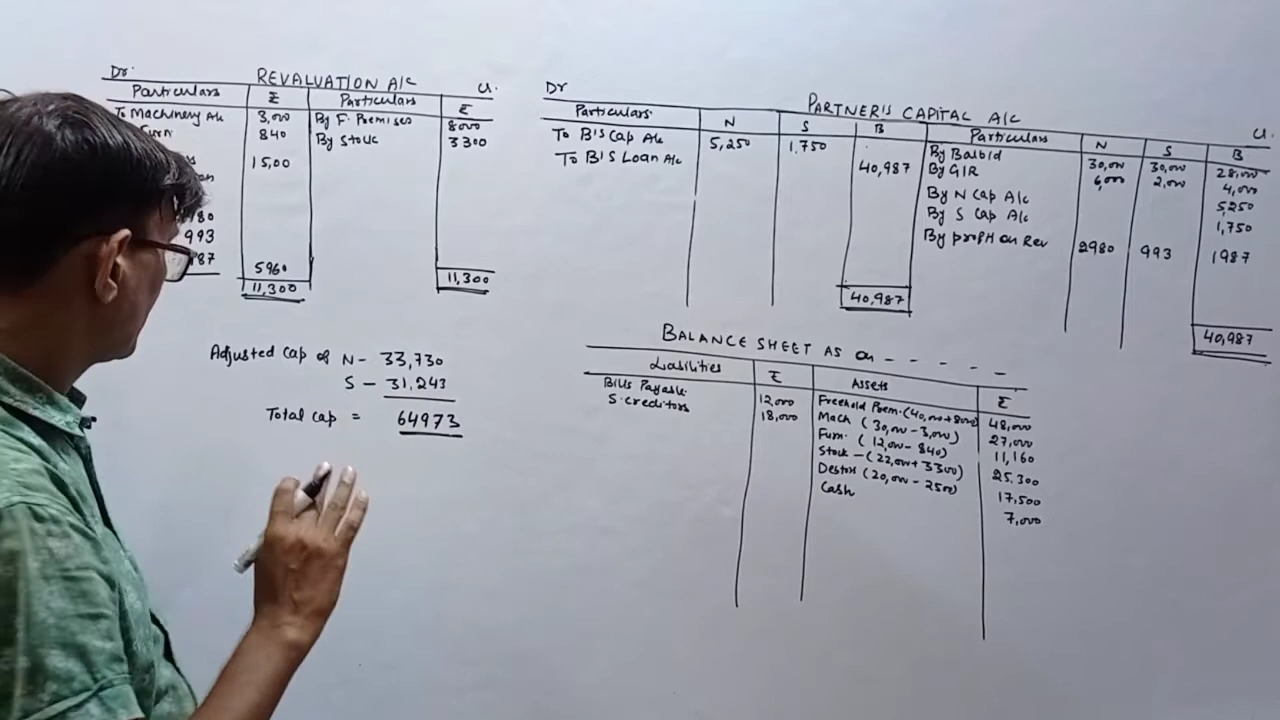 Dr. REVALUATION A/c Cr.
Particulars ₹ Particulars ₹
To Machinery A/c 3,000 By F. Premises 8000
Furn 840 By Stock 3300
15,00
980
993
987
5960
11,300 11,300
Adjusted Cap of N - 33,730
S - 31,243
Total Cap = 64973
Dr PARTNER'S CAPITAL A/c Cr.
Particulars N S B Particulars N S B
To B's Cap A/c 5,250 1,750 By Bal b/d 30,000 30,000 28,000
To B's Loan A/c 40,987 By G/R 6,000 2,000 4,000
By N Cap A/c 5,250
By S Cap A/c 1,750
By profit on Rev 2980 993 1987
40,987 40,987
BALANCE SHEET AS on - - - - -
Liabilities ₹ Assets ₹
Bills Payable 12,000 Freehold Prem. (40,000+8000) 48,000
S. creditors 18,000 Mach (30,000 - 3,000) 27,000
Furn. (12,000 - 840) 11,160
Stock - (22,000 + 3300) 25,300
Debtors (20,000 - 2500) 17,500
Cash 7,000